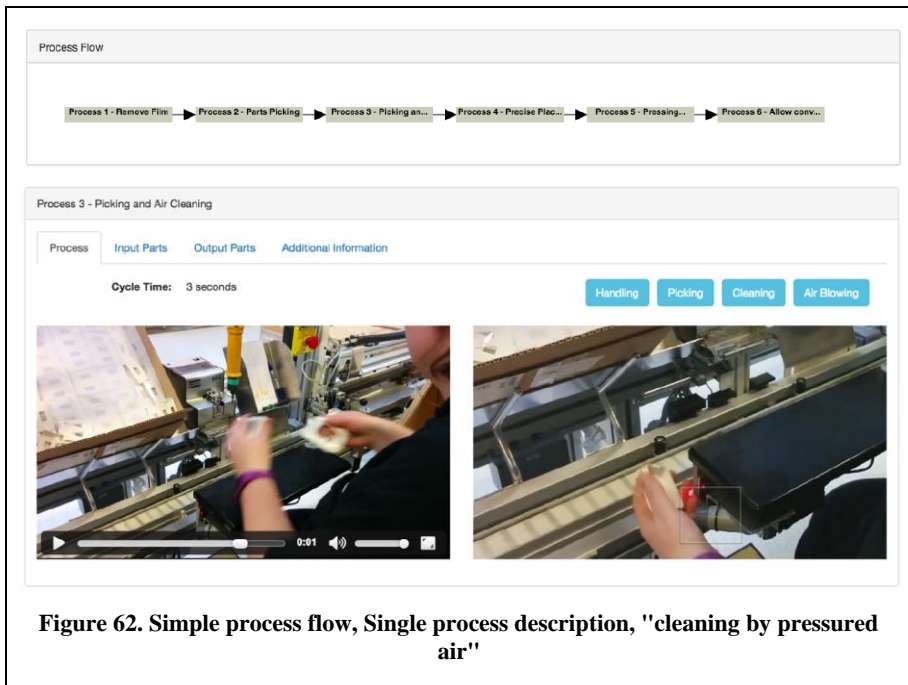 Process Flow
Process 1 - Remove Film
Process 2 - Parts Picking
Process 3 - Picking an...
Process 4 - Precise Plac...
Process 5 - Pressing...
Process 6 - Allow conv...
Process 3 - Picking and Air Cleaning
Process
Input Parts
Output Parts
Additional Information
Cycle Time: 3 seconds
Handling
Picking
Cleaning
Air Blowing
0:01
Figure 62. Simple process flow, Single process description, "cleaning by pressured
air"